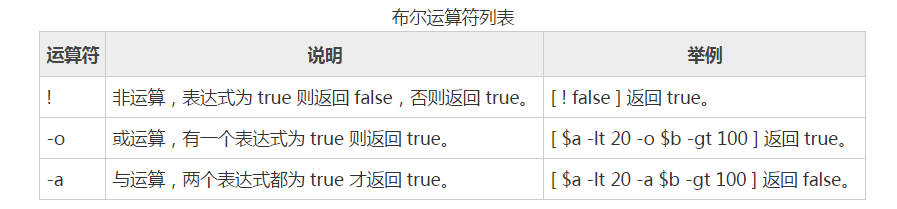 布尔运算符列表
运算符 说明 举例
! 非运算，表达式为 true 则返回 false，否则返回 true。 [ ! false ] 返回 true。
-o 或运算，有一个表达式为 true 则返回 true。 [ $a -lt 20 -o $b -gt 100 ] 返回 true。
-a 与运算，两个表达式都为 true 才返回 true。 [ $a -lt 20 -a $b -gt 100 ] 返回 false。